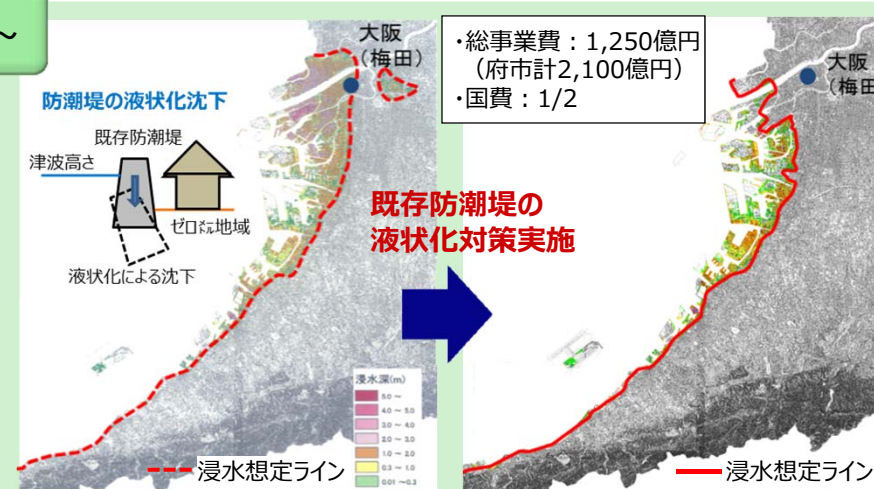 ～
大阪
（梅田）
防潮堤の液状化沈下
既存防潮堤
津波高さ
ゼロメートル地域
液状化による沈下
・総事業費：1,250億円
（府市計2,100億円）
・国費：1/2
大阪
（梅田
既存防潮堤の
液状化対策実施
浸水深(m)
5.0 ～
4.0 ～ 5.0
3.0 ～ 4.0
2.0 ～ 3.0
1.0 ～ 2.0
0.3 ～ 1.0
0.01 ～0.3
浸水想定ライン
浸水想定ライン